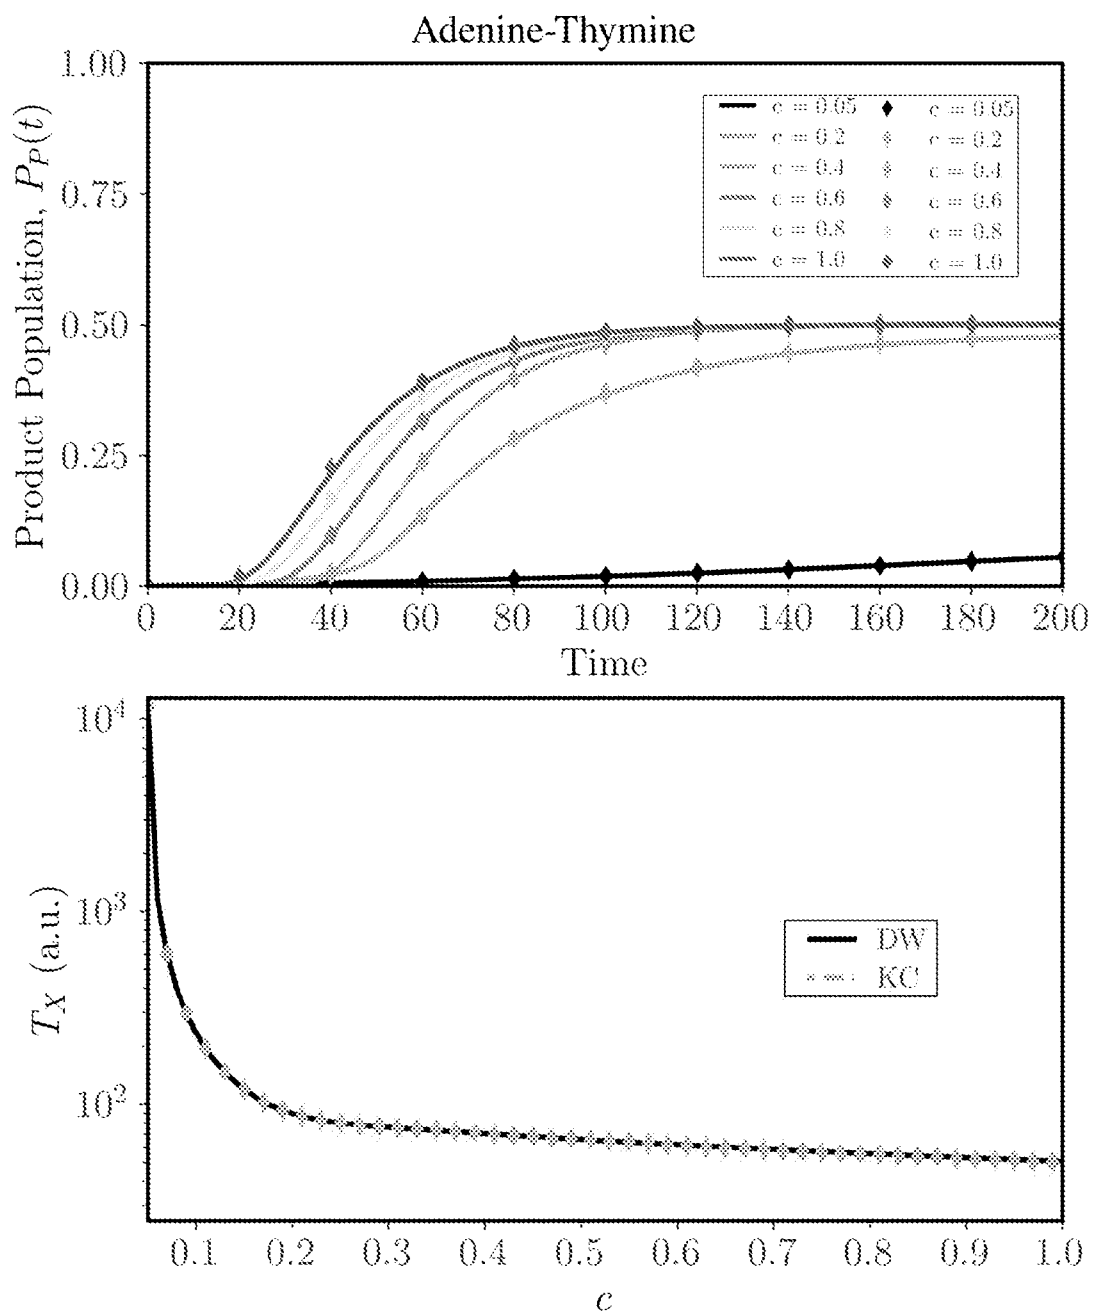 Adenine-Thymine
Product Population, P_P(t)
1.00
0.75
0.50
0.25
0.00
c = 0.05 c = 0.05
c = 0.2 c = 0.2
c = 0.4 c = 0.4
c = 0.6 c = 0.6
c = 0.8 c = 0.8
c = 1.0 c = 1.0
0 20 40 60 80 100 120 140 160 180 200
Time
T_X (a.u.)
10^4
10^3
10^2
DW
KC
0.1 0.2 0.3 0.4 0.5 0.6 0.7 0.8 0.9 1.0
c